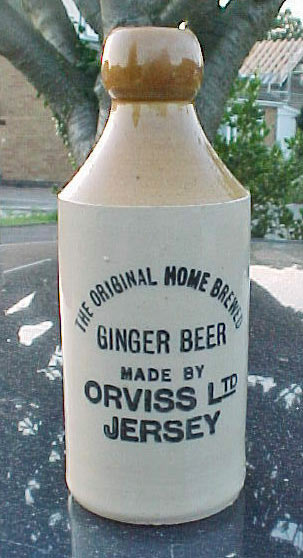 THE ORIGINAL HOME BREWED
GINGER BEER
MADE BY
ORVISS LTD
JERSEY